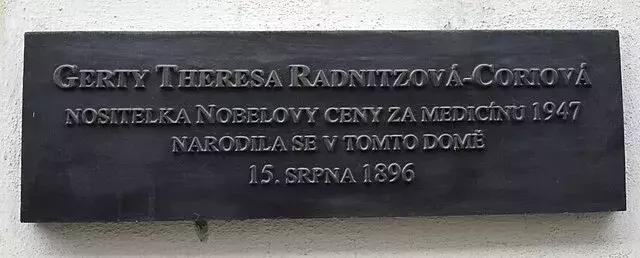 Gerty Theresa Radnitzová-Coriová
nositelka Nobelovy ceny za medicínu 1947
narodila se v tomto domě
15. srpna 1896